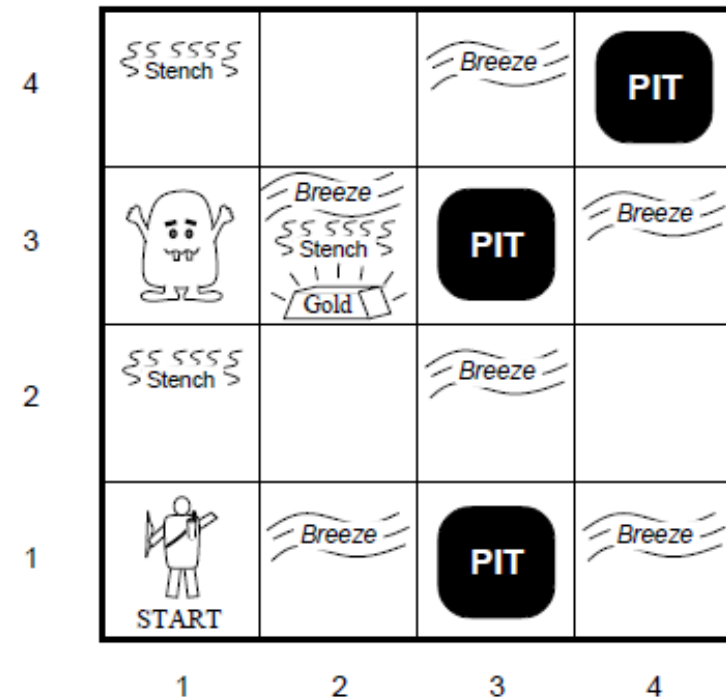 4 Stench Breeze PIT
Breeze
3 Stench PIT Breeze
Gold
2 Stench Breeze
1 Breeze PIT Breeze
START
1 2 3 4